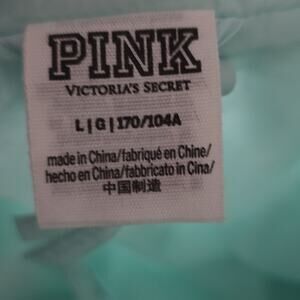 PINK
VICTORIA'S SECRET
L|G|170/104A
made in China/fabriqué en Chine/
hecho en China/fabbricato in Cina/
中国制造